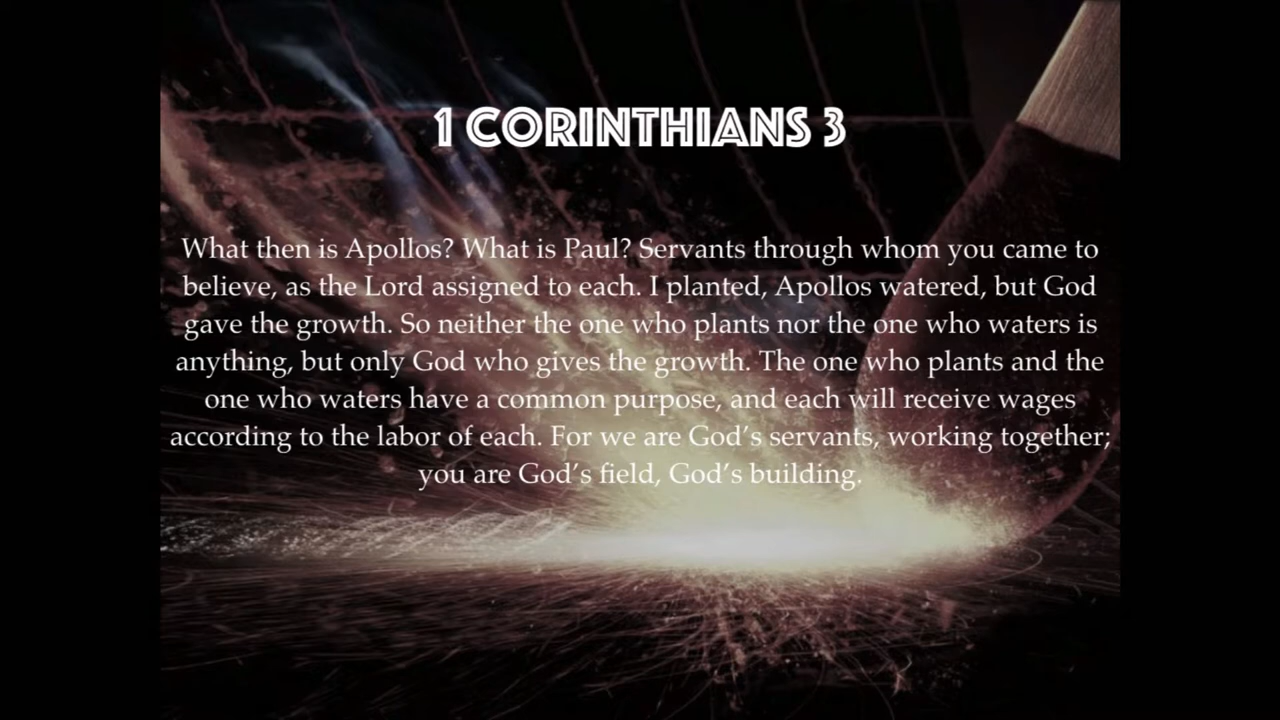 1 CORINTHIANS 3
What then is Apollos? What is Paul? Servants through whom you came to
believe, as the Lord assigned to each. I planted, Apollos watered, but God
gave the growth. So neither the one who plants nor the one who waters is
anything, but only God who gives the growth. The one who plants and the
one who waters have a common purpose, and each will receive wages
according to the labor of each. For we are God’s servants, working together;
you are God’s field, God’s building.